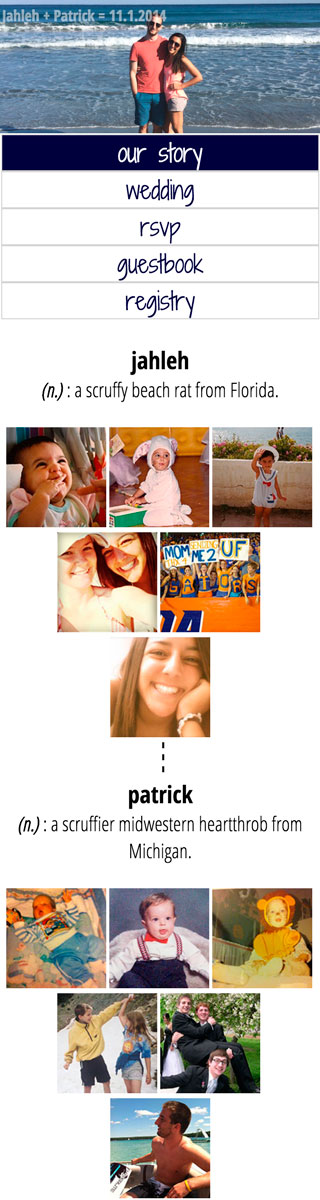 Jahleh + Patrick = 11.1.2014
our story
wedding
rsvp
guestbook
registry
jahleh
(n.) : a scruffy beach rat from Florida.
MOM
UF
ME 2
GATORS
patrick
(n.) : a scruffier midwestern heartthrob from
Michigan.